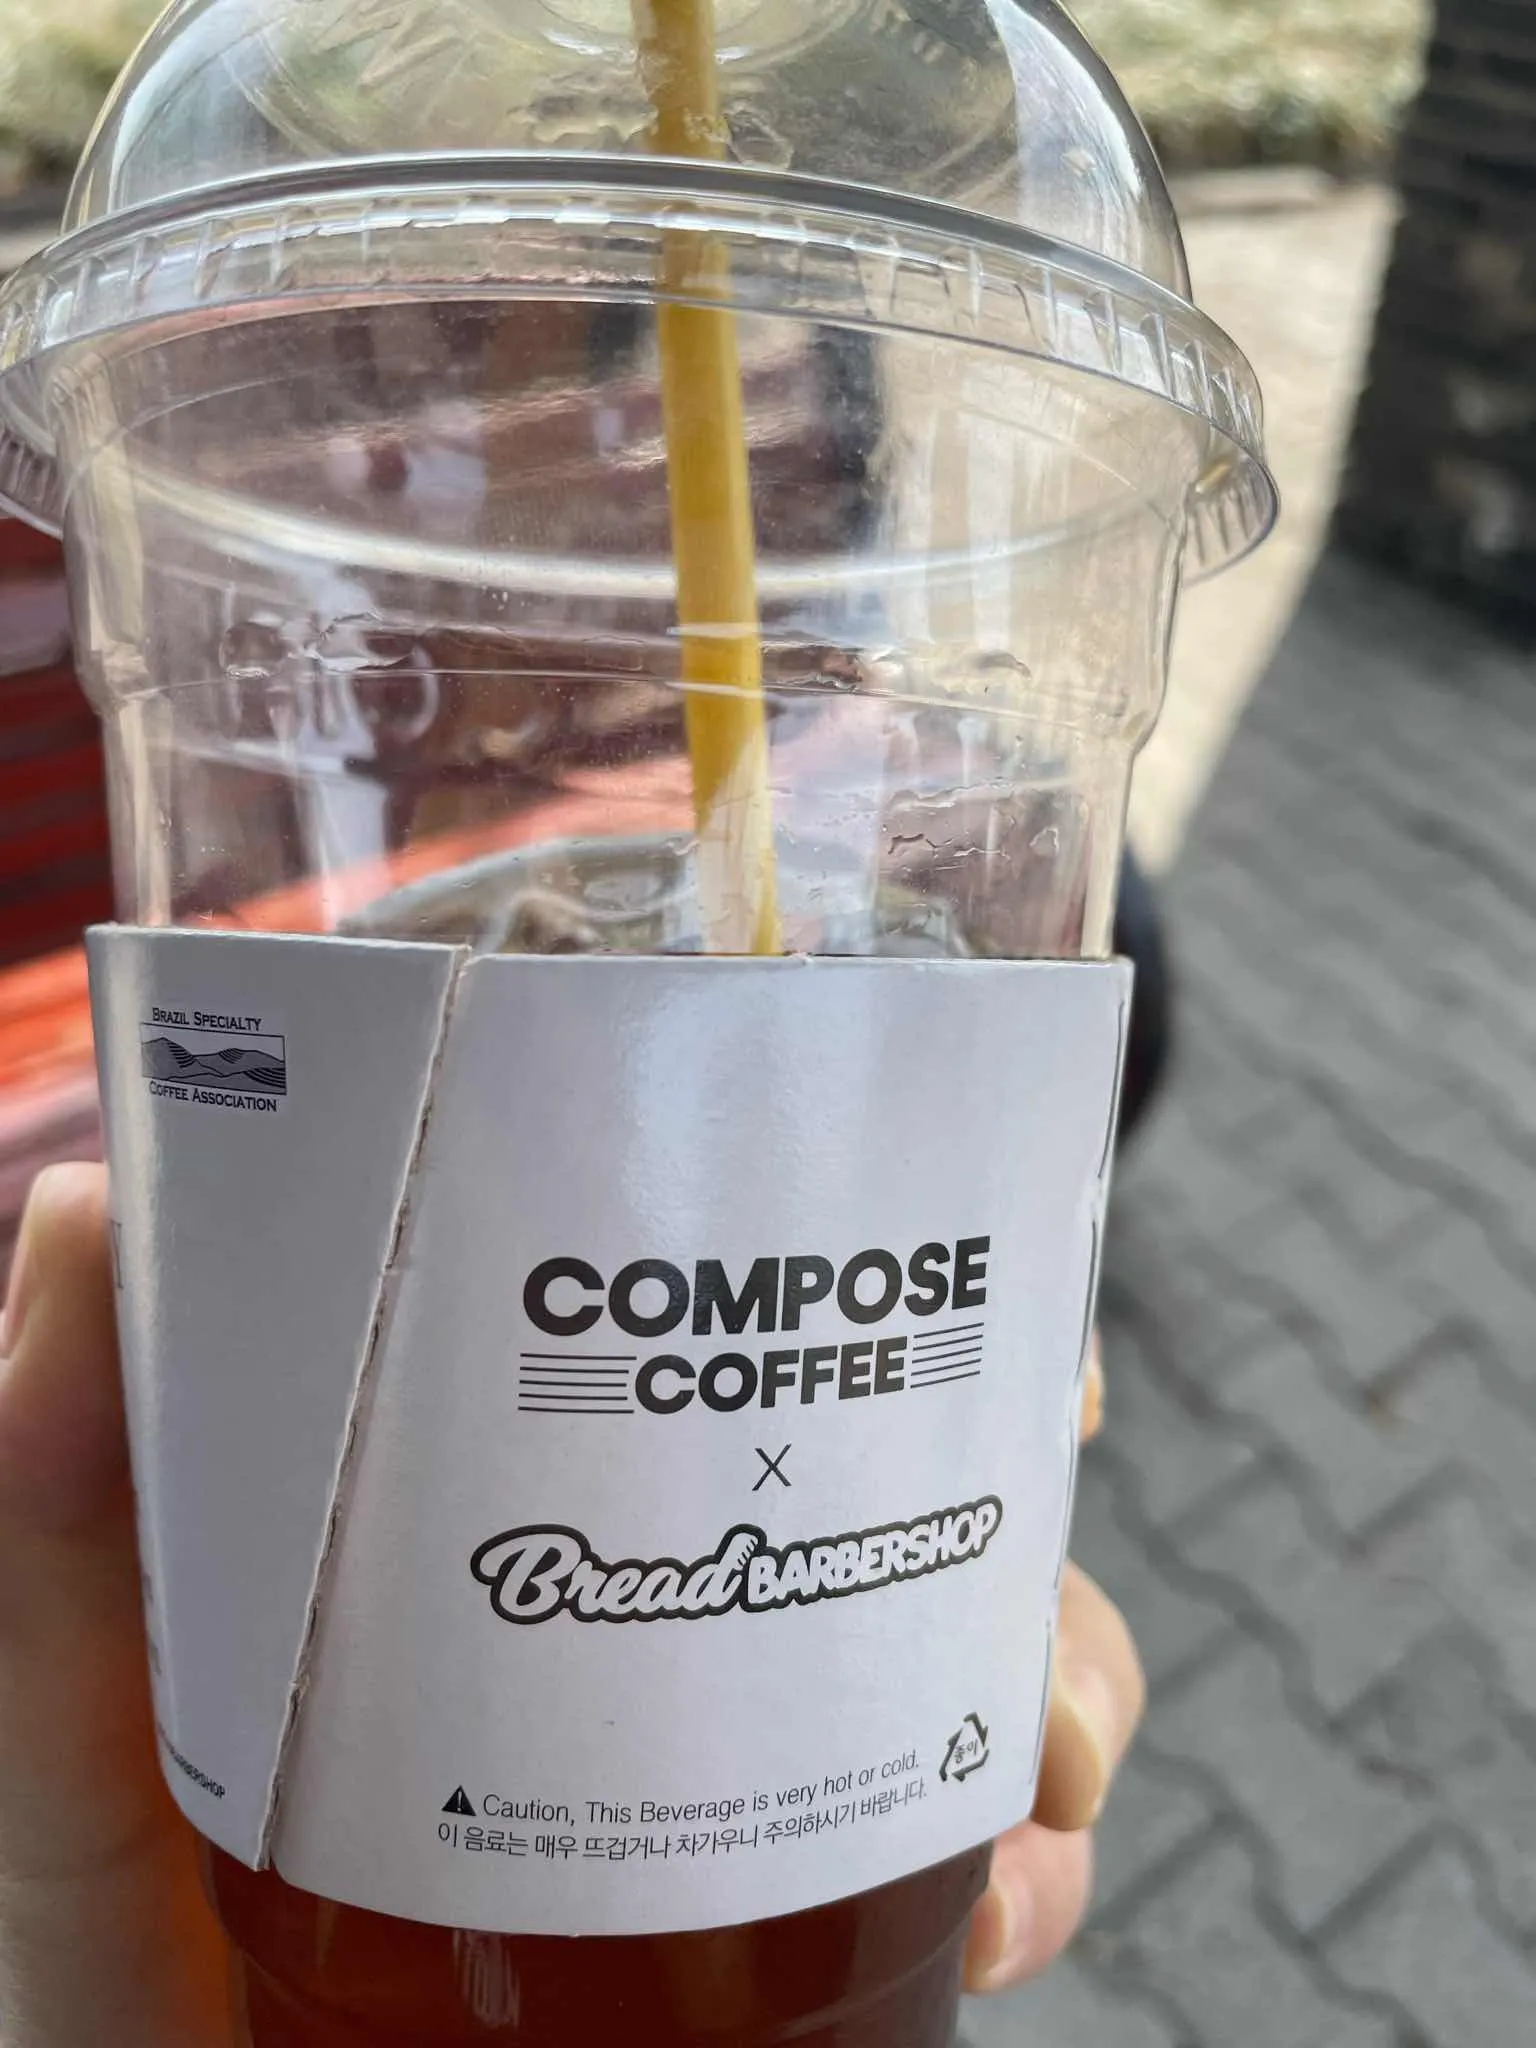 BRAZIL SPECIALTY
COFFEE ASSOCIATION
COMPOSE
COFFEE
X
Bread BARBERSHOP
종이
Caution, This Beverage is very hot or cold.
이 음료는 매우 뜨겁거나 차가우니 주의하시기 바랍니다.